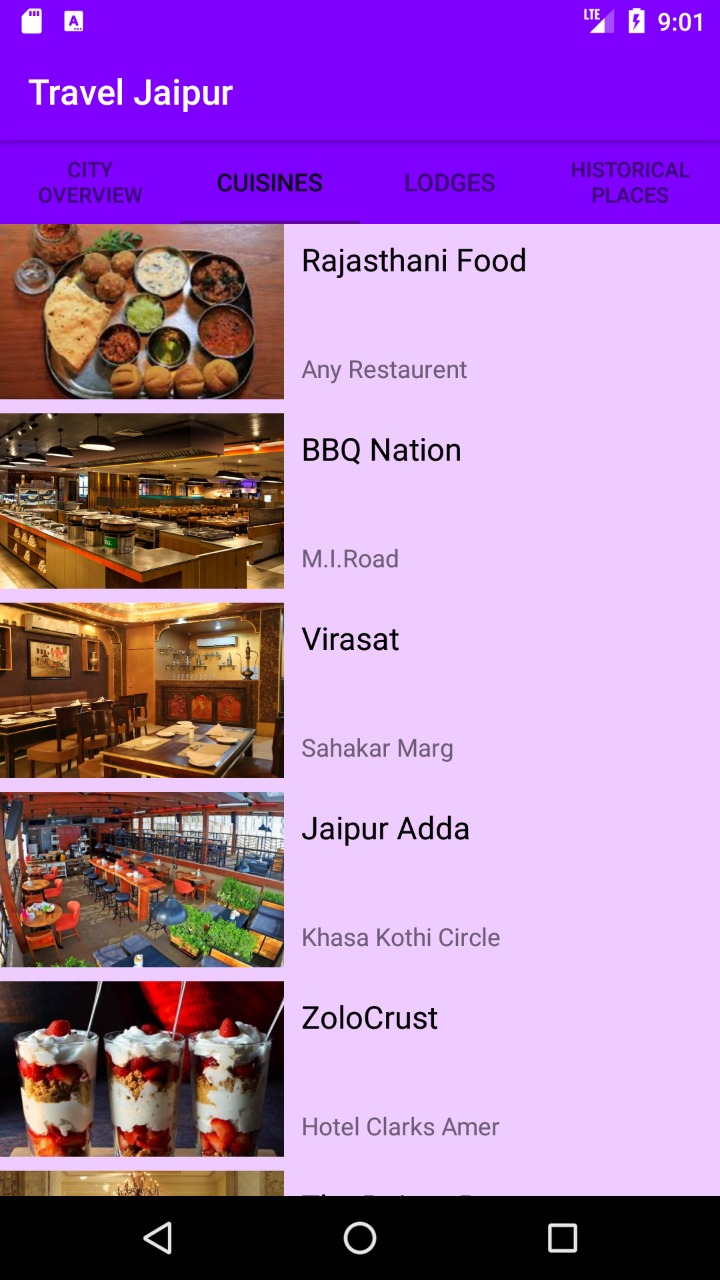 LTE 9:01
Travel Jaipur
CITY
OVERVIEW
CUISINES
LODGES
HISTORICAL
PLACES
Rajasthani Food
Any Restaurent
BBQ Nation
M.I.Road
Virasat
Sahakar Marg
Jaipur Adda
Khasa Kothi Circle
ZoloCrust
Hotel Clarks Amer